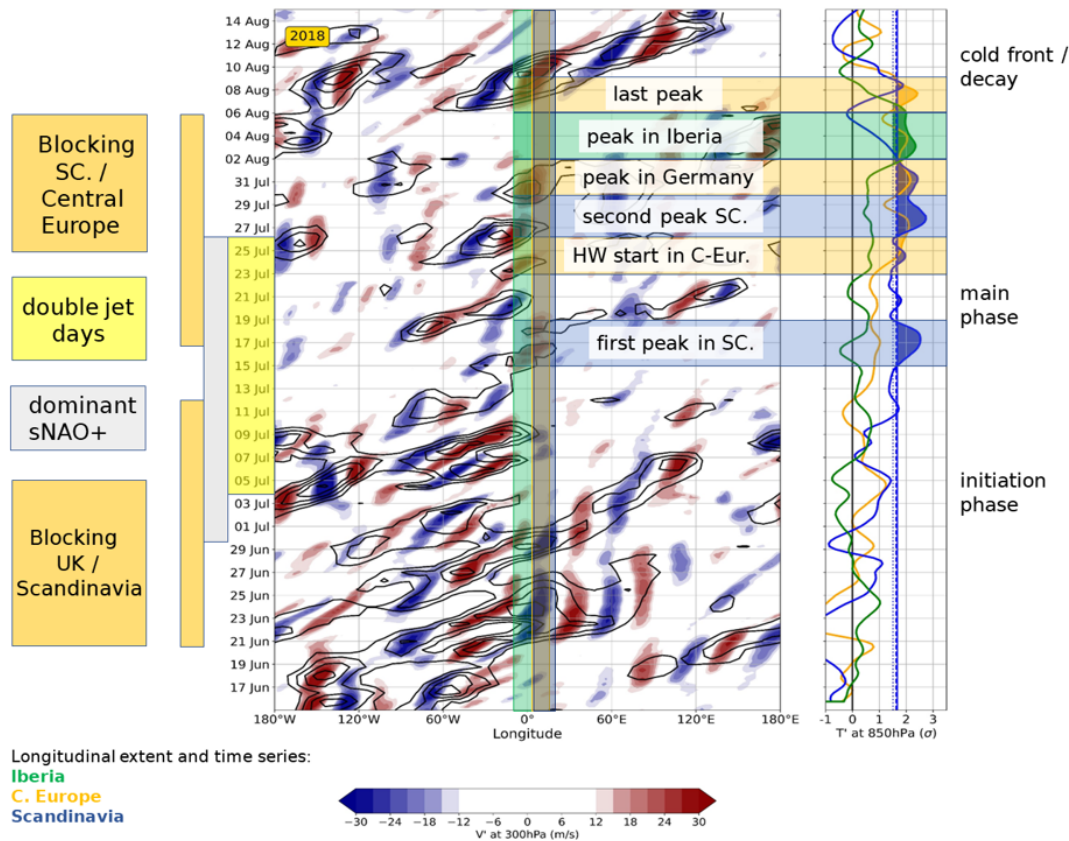 2018
14 Aug
12 Aug
10 Aug
08 Aug
06 Aug
04 Aug
02 Aug
31 Jul
29 Jul
27 Jul
25 Jul
23 Jul
21 Jul
19 Jul
17 Jul
15 Jul
13 Jul
11 Jul
09 Jul
07 Jul
05 Jul
03 Jul
01 Jul
29 Jun
27 Jun
25 Jun
23 Jun
21 Jun
19 Jun
17 Jun
Blocking
SC. /
Central
Europe
double jet
days
dominant
sNAO+
Blocking
UK /
Scandinavia
last peak
peak in Iberia
peak in Germany
second peak SC.
HW start in C-Eur.
first peak in SC.
cold front /
decay
main
phase
initiation
phase
180°W 120°W 60°W 0° 60°E 120°E 180°E
Longitude
-1 0 1 2 3
T' at 850hPa (σ)
Longitudinal extent and time series:
Iberia
C. Europe
Scandinavia
−30 −24 −18 −12 −6 0 6 12 18 24 30
V' at 300hPa (m/s)